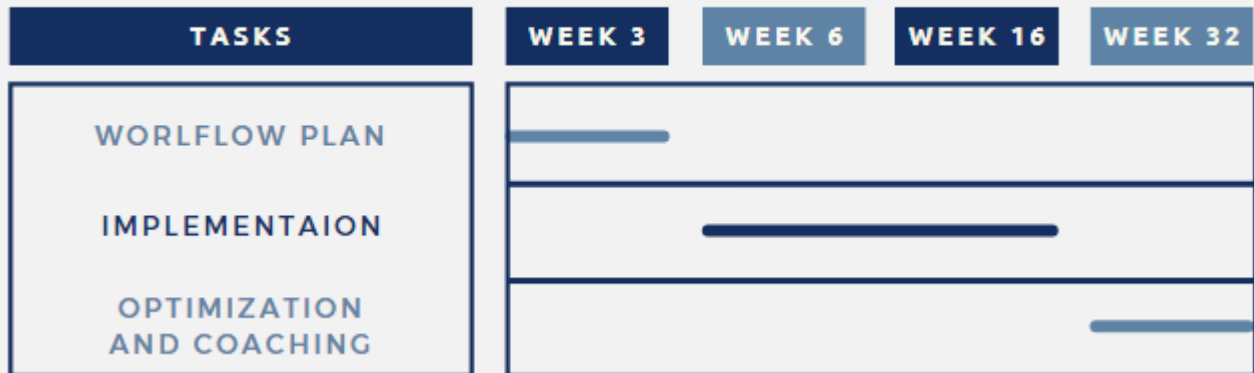 TASKS WEEK 3 WEEK 6 WEEK 16 WEEK 32
WORLFLOW PLAN
IMPLEMENTAION
OPTIMIZATION
AND COACHING